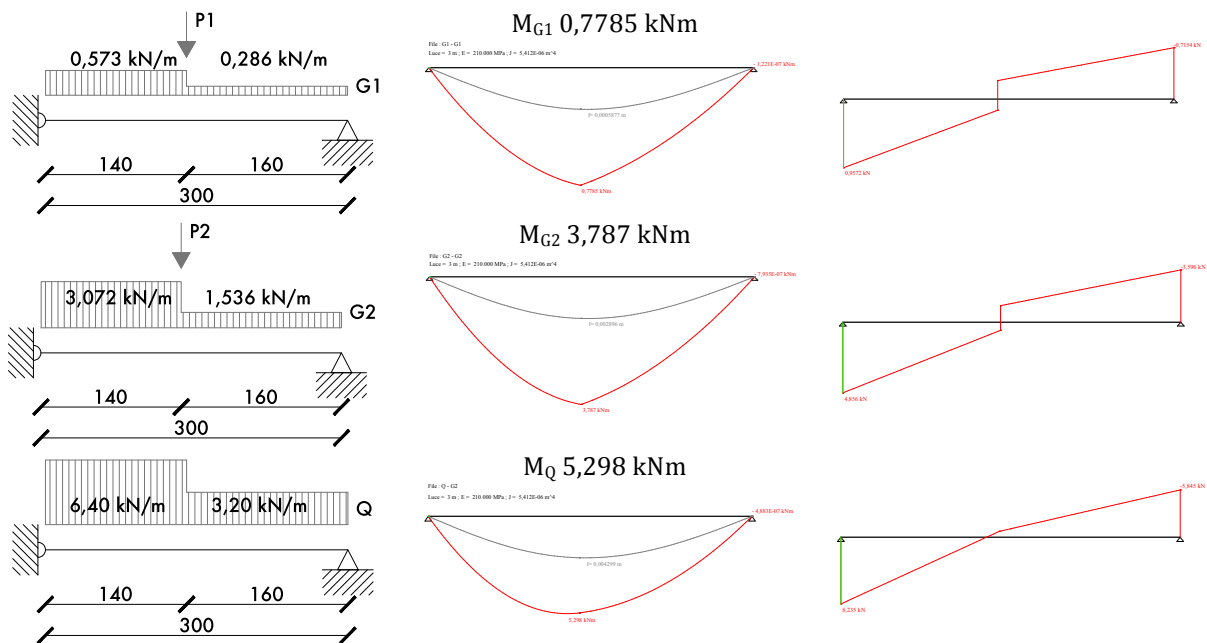 P1
0,573 kN/m
0,286 kN/m
G1
140
160
300
M_G1 0,7785 kNm
File : G1 - G1
Luce = 3 m ; E = 210.000 MPa ; J = 5,412E-06 m^4
- 1,221E-07 kNm
f= 0,0005877 m
0,7785 kNm
-0,7154 kN
0,9572 kN
P2
3,072 kN/m
1,536 kN/m
G2
140
160
300
M_G2 3,787 kNm
File : G2 - G2
Luce = 3 m ; E = 210.000 MPa ; J = 5,412E-06 m^4
- 7,935E-07 kNm
f= 0,002896 m
3,787 kNm
-3,596 kN
4,856 kN
6,40 kN/m
3,20 kN/m
Q
140
160
300
M_Q 5,298 kNm
File : Q - G2
Luce = 3 m ; E = 210.000 MPa ; J = 5,412E-06 m^4
- 4,883E-07 kNm
f= 0,004209 m
5,298 kNm
-5,845 kN
8,235 kN